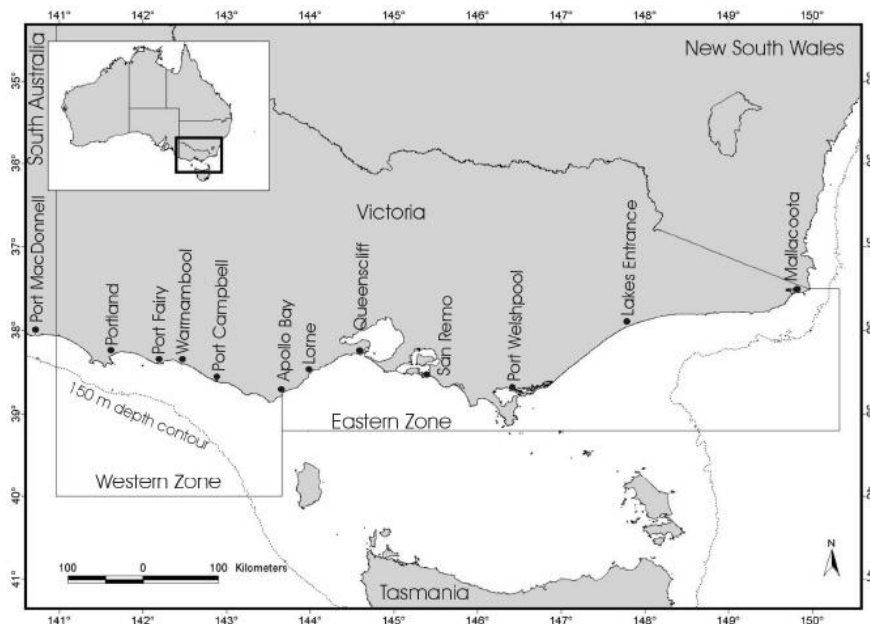 141° 142° 143° 144° 145° 146° 147° 148° 149° 150°
South Australia
New South Wales
35°
36°
37°
38°
39°
40°
41°
Victoria
Port MacDonnell
Portland
Port Fairy
Warrnambool
Port Campbell
Apollo Bay
Lorne
Queenscliff
San Remo
Port Welshpool
Lakes Entrance
Mallacoota
150 m depth contour
Eastern Zone
Western Zone
100 0 100 Kilometers
N
Tasmania
141° 142° 143° 144° 145° 146° 147° 148° 149° 150°